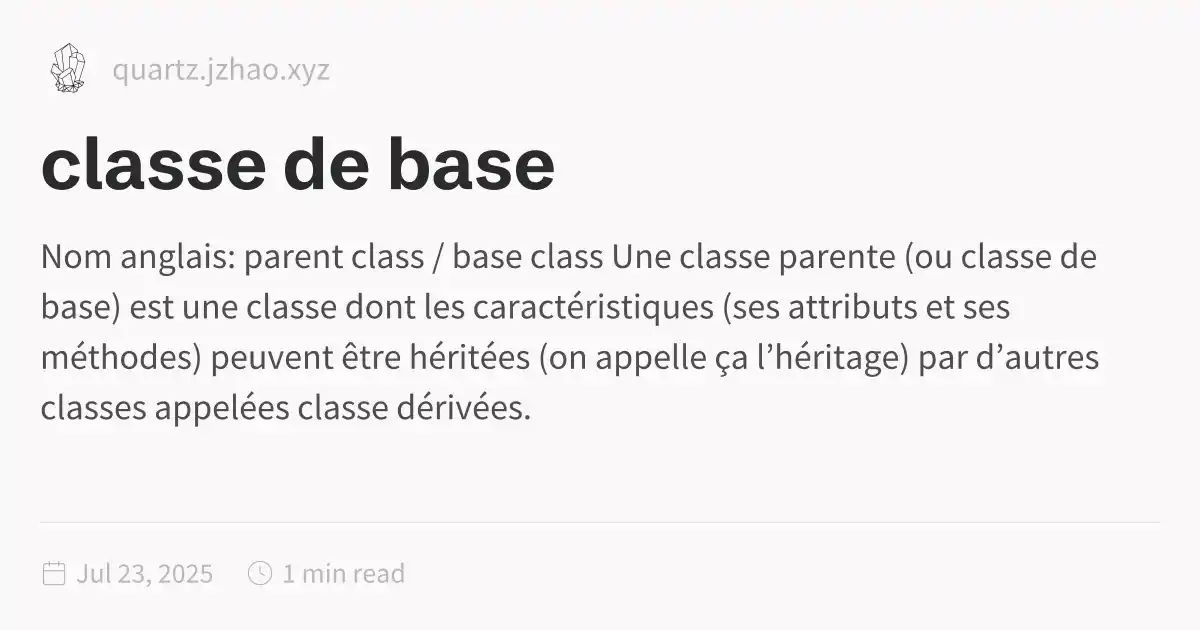 quartz.jzhao.xyz
classe de base
Nom anglais: parent class / base class Une classe parente (ou classe de
base) est une classe dont les caractéristiques (ses attributs et ses
méthodes) peuvent être héritées (on appelle ça l’héritage) par d’autres
classes appelées classe dérivées.
Jul 23, 2025 1 min read